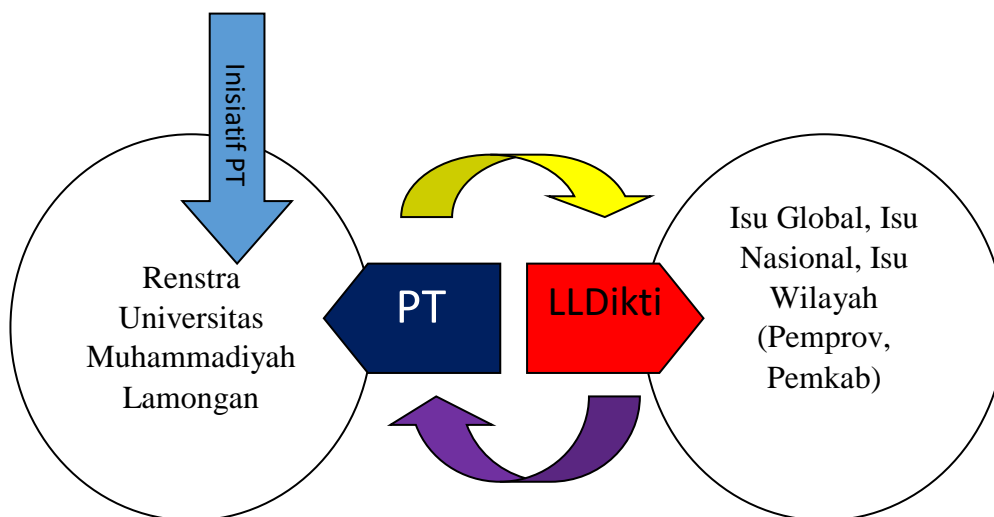 Inisiatif PT
Renstra
Universitas
Muhammadiyah
Lamongan
PT
LLDikti
Isu Global, Isu
Nasional, Isu
Wilayah
(Pemprov,
Pemkab)